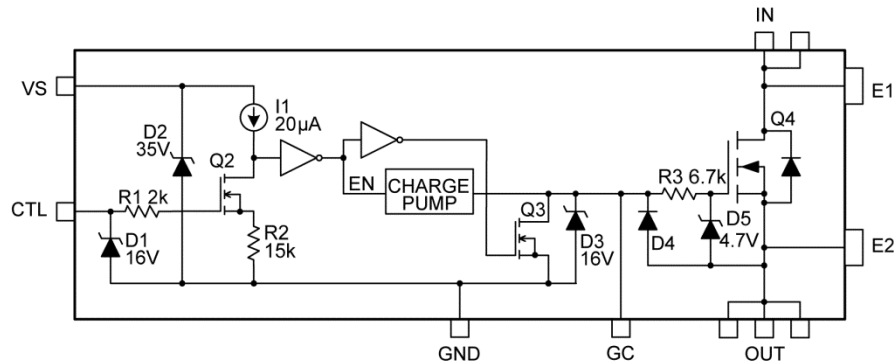 IN
VS
E1
I1
20µA
D2
35V
Q4
Q2
R3 6.7k
EN
CHARGE
PUMP
CTL
R1 2k
Q3
D5
4.7V
D1
16V
R2
15k
D3
16V
D4
E2
GND
GC
OUT